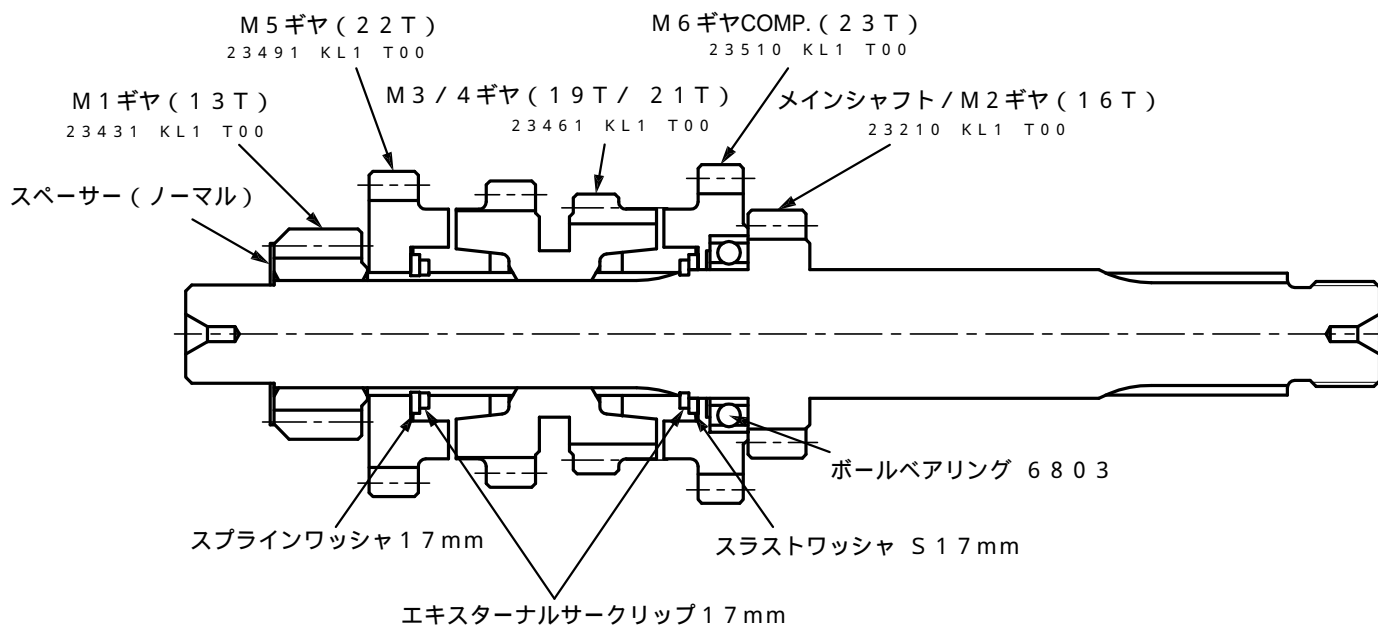 M5ギヤ(22T)
23491 KL1 T00
M6ギヤCOMP.(23T)
23510 KL1 T00
M1ギヤ(13T)
23431 KL1 T00
M3/4ギヤ(19T/21T)
23461 KL1 T00
メインシャフト/M2ギヤ(16T)
23210 KL1 T00
スペーサー(ノーマル)
ボールベアリング 6803
スプラインワッシャ17mm
スラストワッシャ S17mm
エキスターナルサークリップ17mm